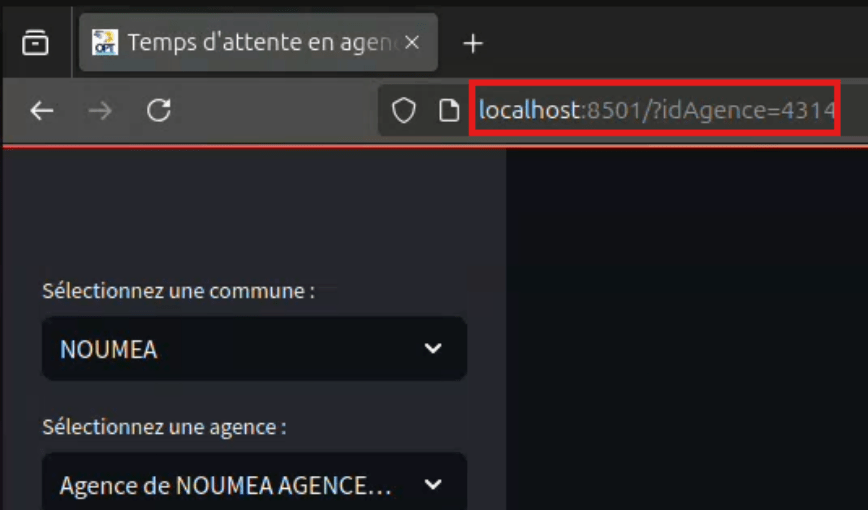 OPT Temps d'attente en agenc
localhost:8501/?idAgence=4314
Sélectionnez une commune :
NOUMEA
Sélectionnez une agence :
Agence de NOUMEA AGENCE...